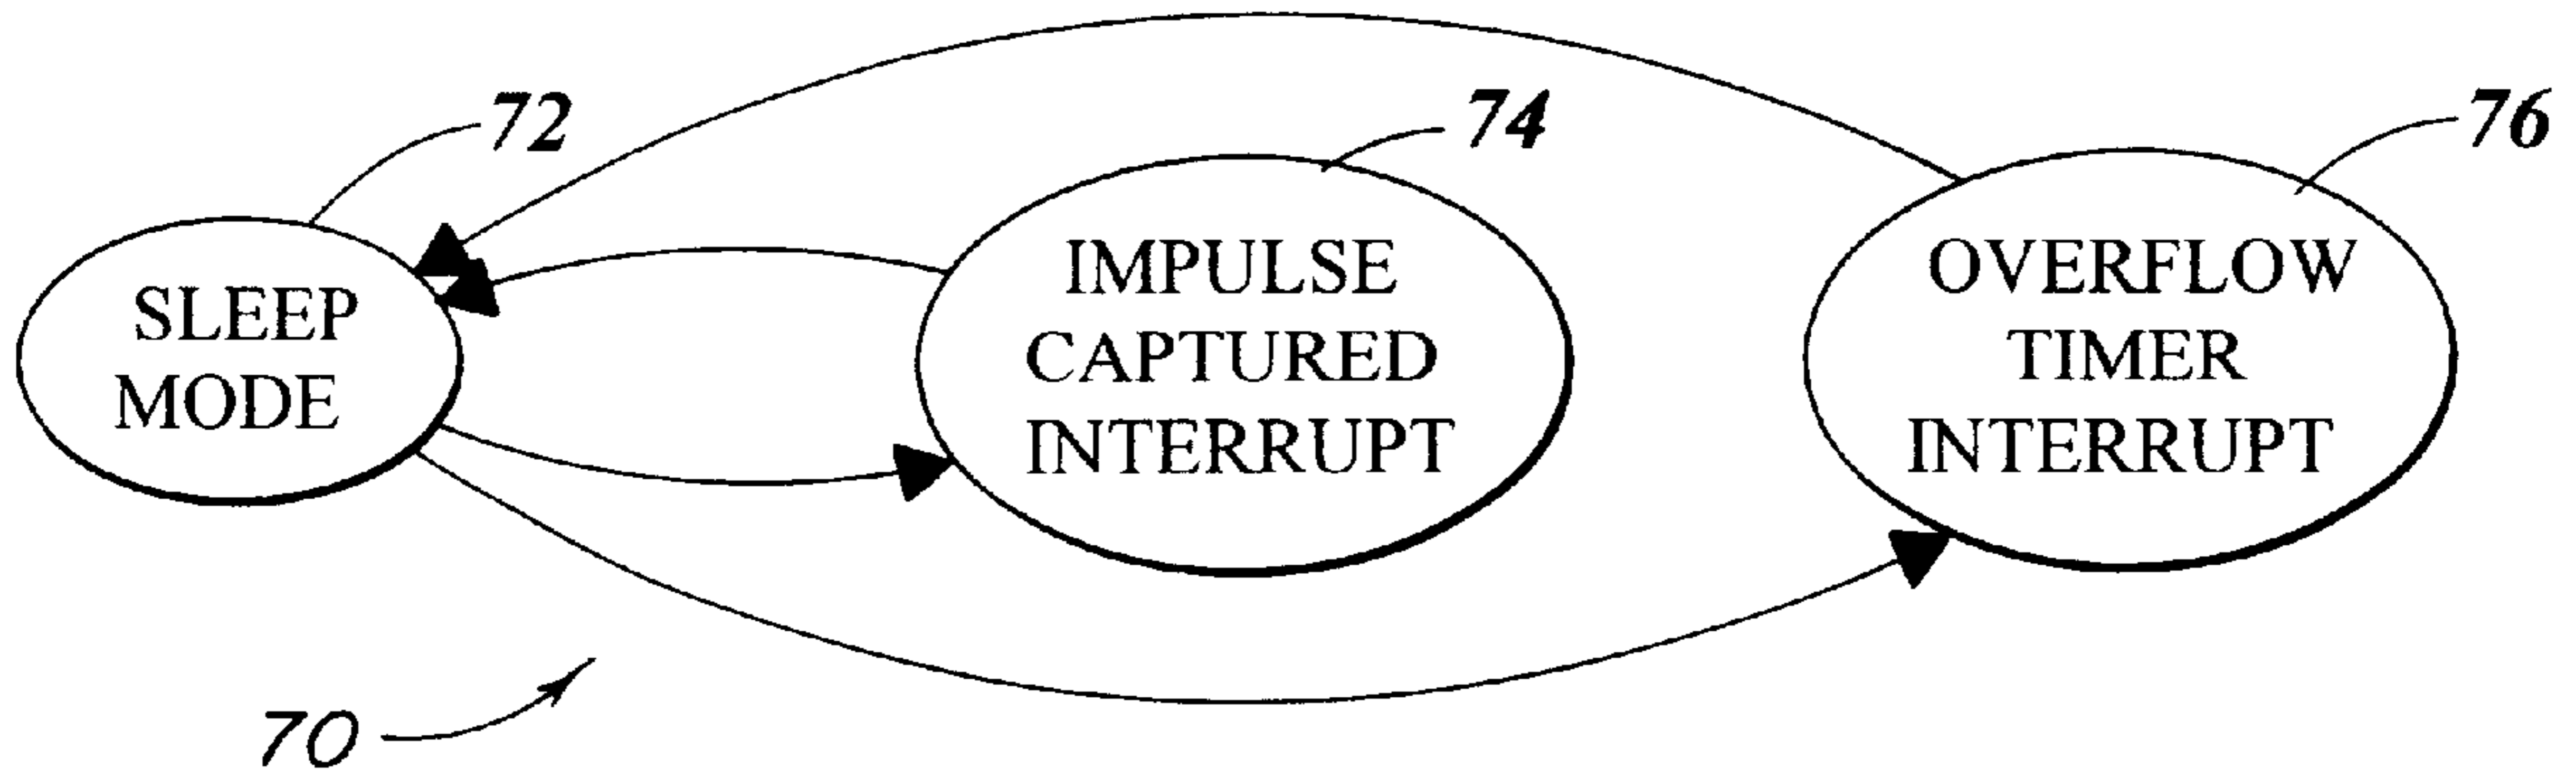 72
74
76
SLEEP
MODE
IMPULSE
CAPTURED
INTERRUPT
OVERFLOW
TIMER
INTERRUPT
70